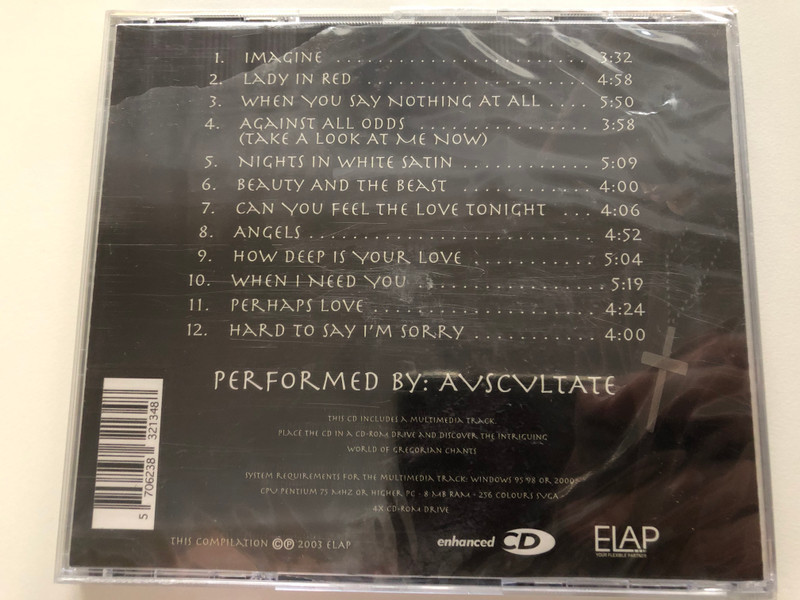 1. IMAGINE ........................ 3:32
2. LADY IN RED ...................... 4:58
3. WHEN YOU SAY NOTHING AT ALL .... 5:50
4. AGAINST ALL ODDS ................ 3:58
(TAKE A LOOK AT ME NOW)
5. NIGHTS IN WHITE SATIN ............ 5:09
6. BEAUTY AND THE BEAST ............ 4:00
7. CAN YOU FEEL THE LOVE TONIGHT ... 4:06
8. ANGELS .......................... 4:52
9. HOW DEEP IS YOUR LOVE ........... 5:04
10. WHEN I NEED YOU ................ 5:19
11. PERHAPS LOVE .................... 4:24
12. HARD TO SAY I'M SORRY ........... 4:00
PERFORMED BY: AVSCVLTATE
THIS CD INCLUDES A MULTIMEDIA TRACK.
PLACE THE CD IN A CD-ROM DRIVE AND DISCOVER THE INTRIGUING
WORLD OF GREGORIAN CHANTS
SYSTEM REQUIREMENTS FOR THE MULTIMEDIA TRACK: WINDOWS 95 98 OR 2000
CPU PENTIUM 75 MHZ OR HIGHER PC - 8 MB RAM - 256 COLOURS SVGA -
4X CD-ROM DRIVE
5 706238 321348
THIS COMPILATION ©℗ 2003 ELAP
enhanced CD
ELAP
YOUR FLEXIBLE PARTNER